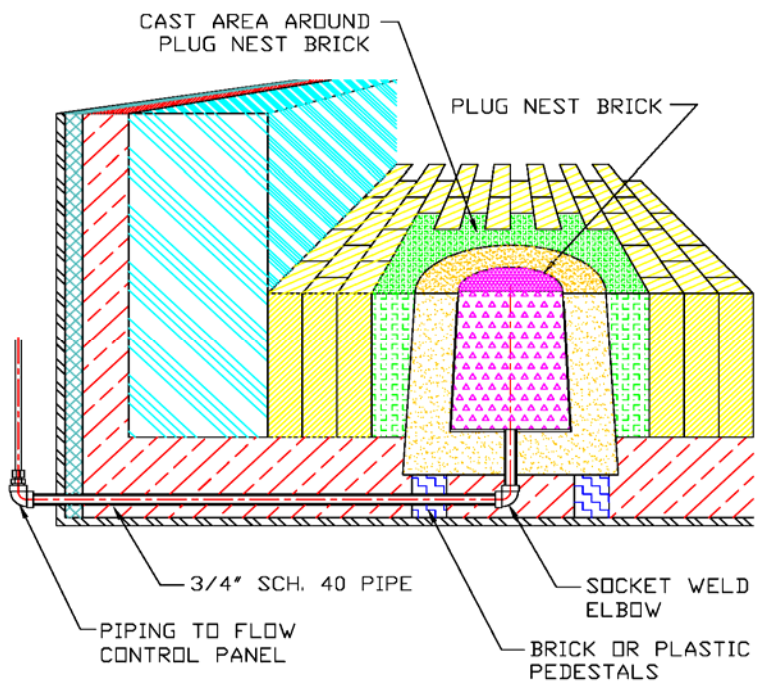 CAST AREA AROUND
PLUG NEST BRICK
PLUG NEST BRICK
3/4" SCH. 40 PIPE
SOCKET WELD
ELBOW
PIPING TO FLOW
CONTROL PANEL
BRICK OR PLASTIC
PEDESTALS